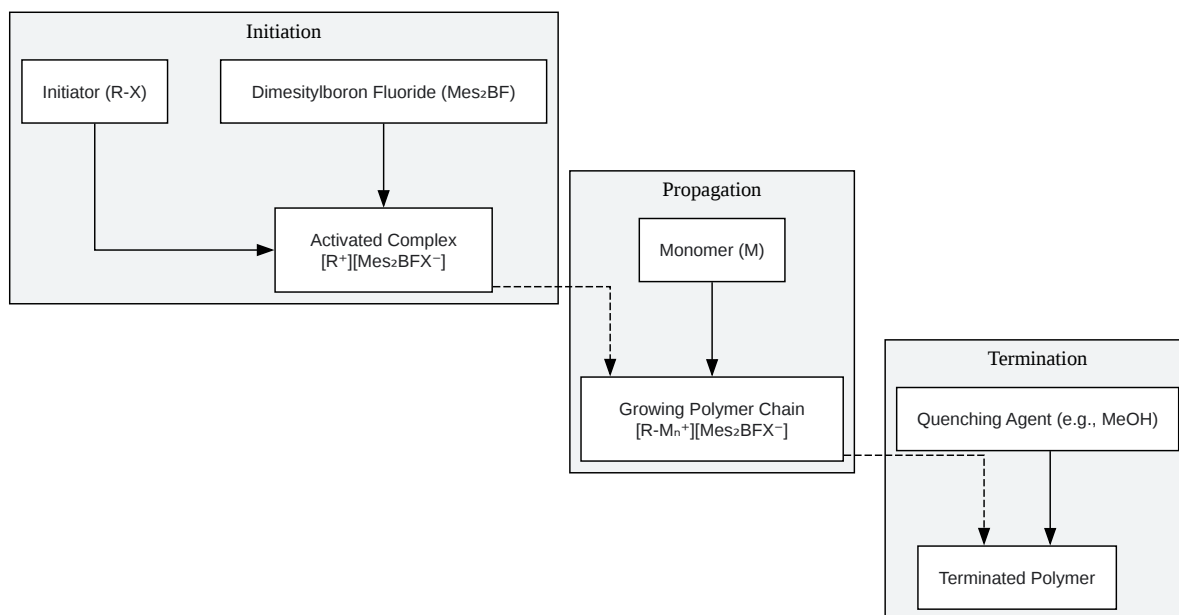 Initiation
Initiator (R-X)
Dimesitylboron Fluoride (Mes₂BF)
Activated Complex
[R⁺][Mes₂BFX⁻]
Propagation
Monomer (M)
Growing Polymer Chain
[R-Mₙ⁺][Mes₂BFX⁻]
Termination
Quenching Agent (e.g., MeOH)
Terminated Polymer